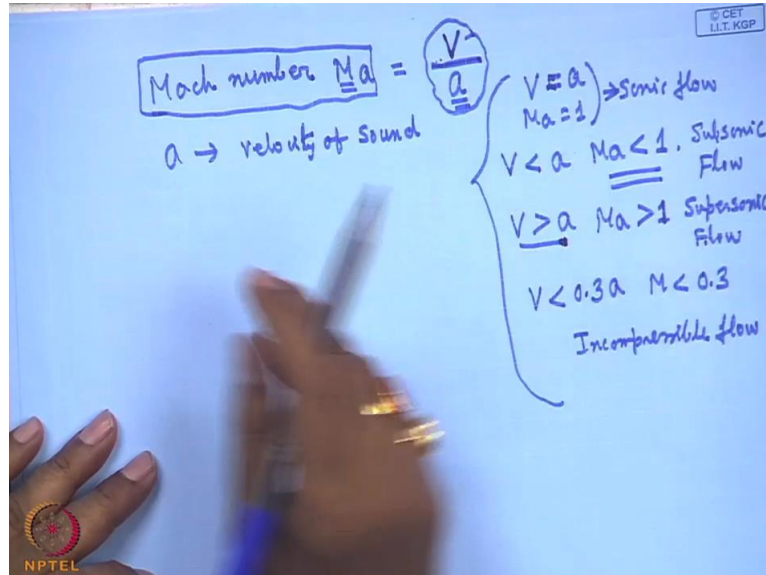 © CET
I.I.T. KGP
Mach number Ma = V / a
a → velocity of sound
V = a
Ma = 1 → Sonic flow
V < a Ma < 1. Subsonic Flow
V > a Ma > 1 Supersonic Flow
V < 0.3a M < 0.3
Incompressible flow
NPTEL